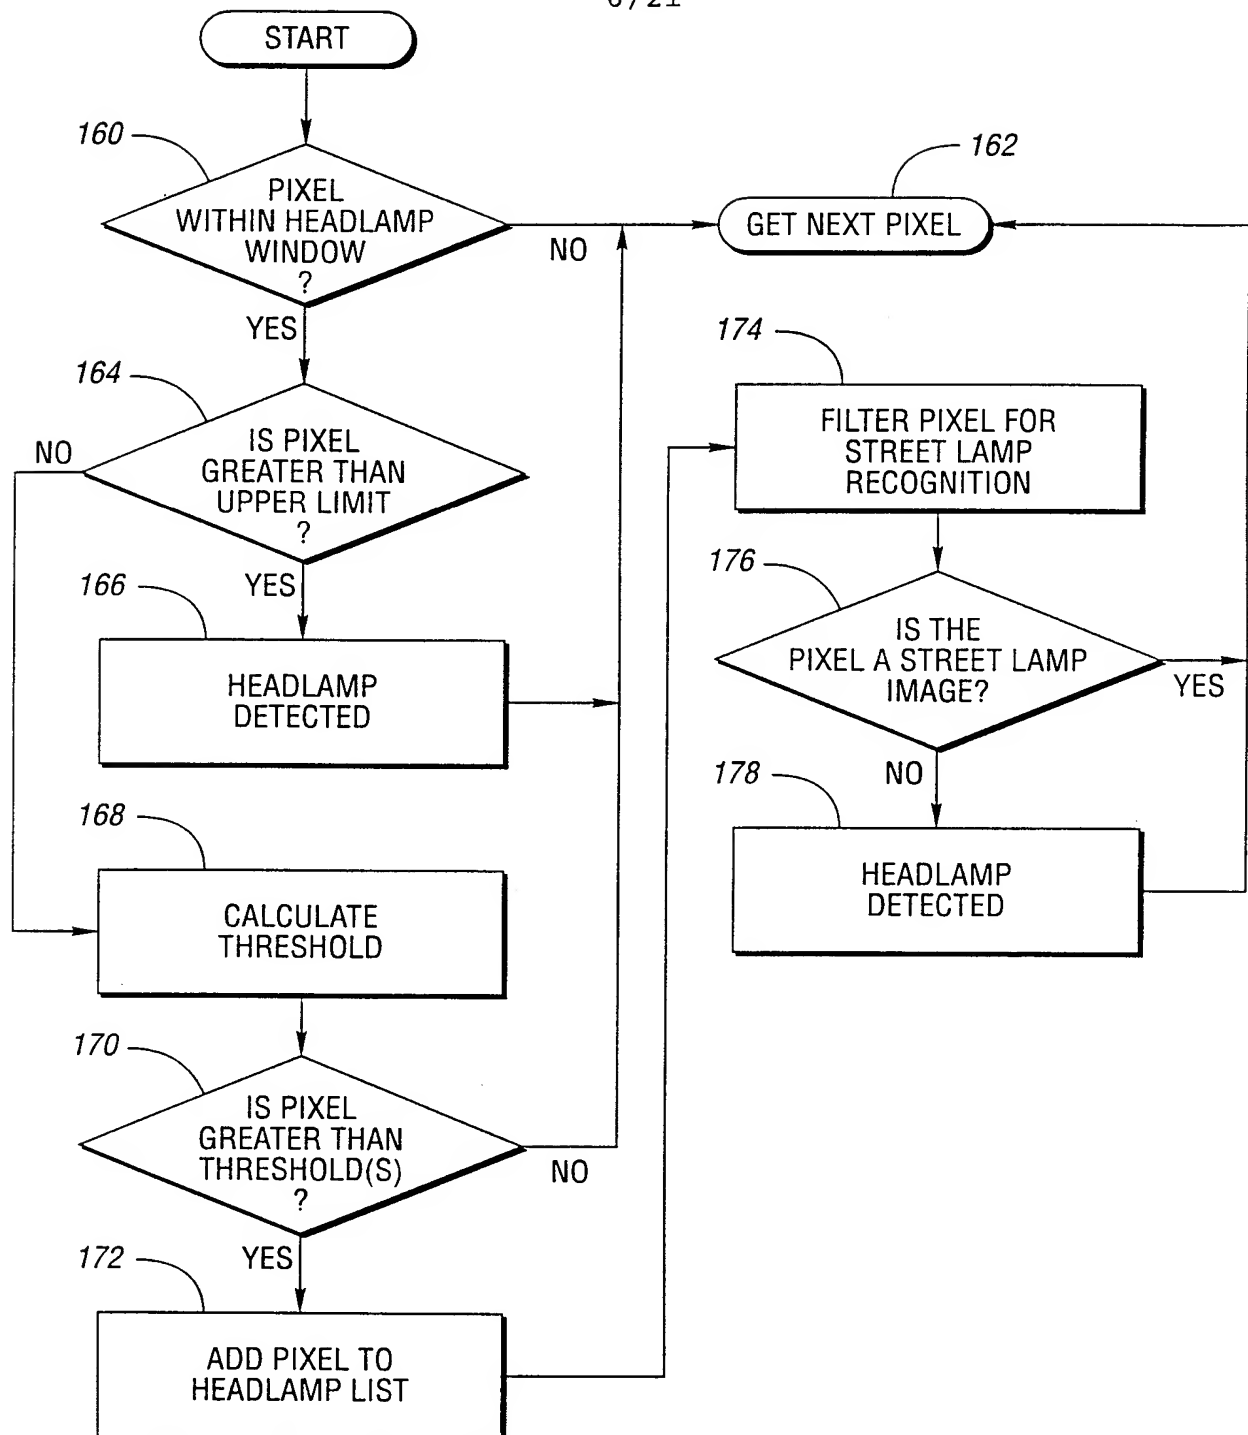 START
160
PIXEL
WITHIN HEADLAMP
WINDOW
?
NO
YES
162
GET NEXT PIXEL
164
IS PIXEL
GREATER THAN
UPPER LIMIT
?
NO
YES
166
HEADLAMP
DETECTED
168
CALCULATE
THRESHOLD
170
IS PIXEL
GREATER THAN
THRESHOLD(S)
?
NO
YES
172
ADD PIXEL TO
HEADLAMP LIST
174
FILTER PIXEL FOR
STREET LAMP
RECOGNITION
176
IS THE
PIXEL A STREET LAMP
IMAGE?
YES
NO
178
HEADLAMP
DETECTED